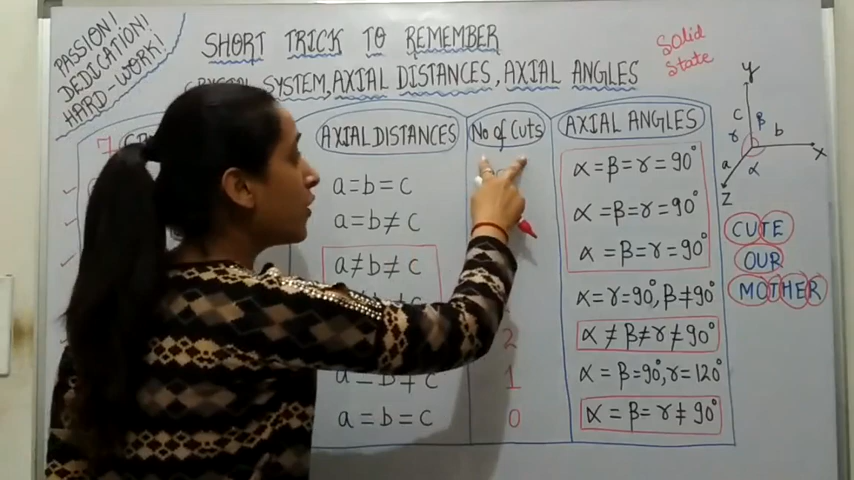 PASSION!
DEDICATION!
HARD-WORK!
SHORT TRICK TO REMEMBER
SYSTEM, AXIAL DISTANCES, AXIAL ANGLES
Solid
State
7
AXIAL DISTANCES
No of Cuts
AXIAL ANGLES
a=b=c
α=β=γ=90°
a=b≠c
α=β=γ=90°
a≠b≠c
α=β=γ=90°
α=γ=90°, β≠90°
2
α≠β≠γ≠90°
1
α=β=90°, γ=120°
a=b=c
0
α=β=γ≠90°
y
c
β
γ
b
x
a
α
Z
CUTE
OUR
MOTHER